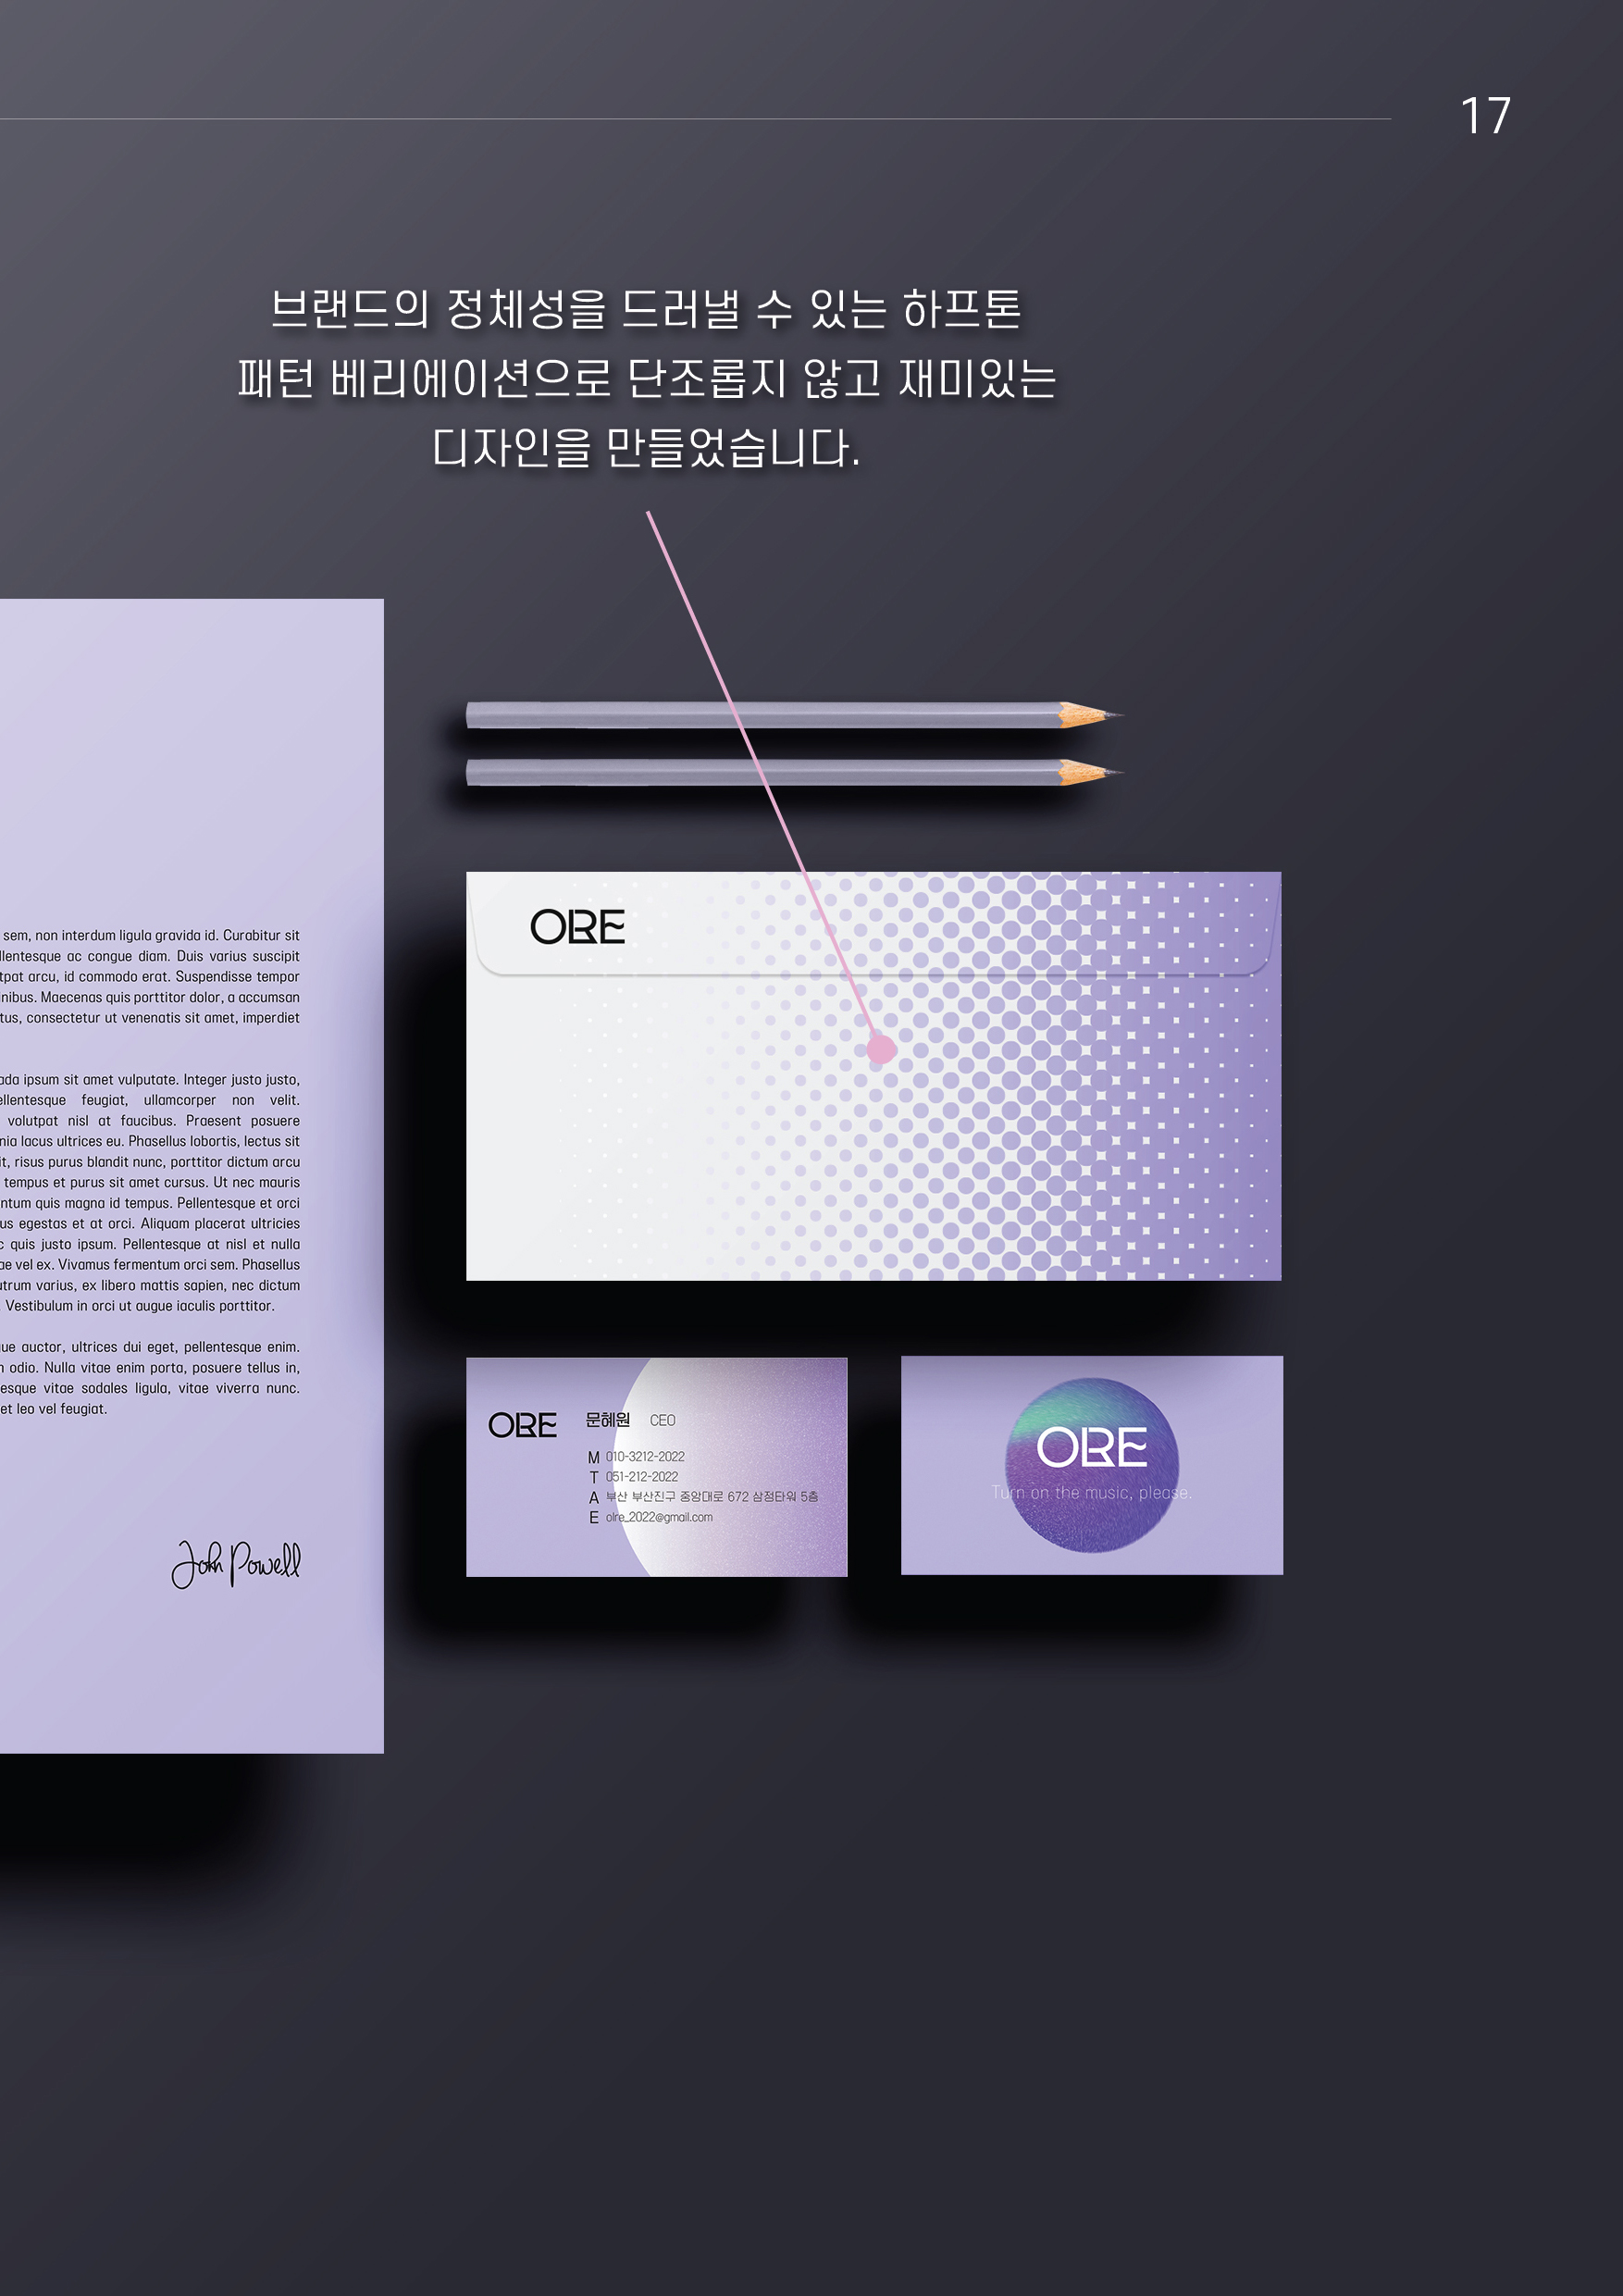 17
브랜드의 정체성을 드러낼 수 있는 하프톤
패턴 베리에이션으로 단조롭지 않고 재미있는
디자인을 만들었습니다.
sem, non interdum ligula gravida id. Curabitur sit
llentesque ac congue diam. Duis varius suscipit
tpat arcu, id commodo erat. Suspendisse tempor
inibus. Maecenas quis porttitor dolor, a accumsan
tus, consectetur ut venenatis sit amet, imperdiet
ada ipsum sit amet vulputate. Integer justo justo,
ellentesque feugiat, ullamcorper non velit.
volutpat nisl at faucibus. Praesent posuere
nia lacus ultrices eu. Phasellus lobortis, lectus sit
it, risus purus blandit nunc, porttitor dictum arcu
tempus et purus sit amet cursus. Ut nec mauris
ntum quis magna id tempus. Pellentesque et orci
us egestas et at orci. Aliquam placerat ultricies
c quis justo ipsum. Pellentesque at nisl et nulla
ae vel ex. Vivamus fermentum orci sem. Phasellus
utrum varius, ex libero mattis sapien, nec dictum
Vestibulum in orci ut augue iaculis porttitor.
ue auctor, ultrices dui eget, pellentesque enim.
n odio. Nulla vitae enim porta, posuere tellus in,
esque vitae sodales ligula, vitae viverra nunc.
et leo vel feugiat.
John Powell
OLRE
OLRE
문혜원 CEO
M 010-3212-2022
T 051-212-2022
A 부산 부산진구 중앙대로 672 삼정타워 5층
E olre_2022@gmail.com
OLRE
Turn on the music, please.